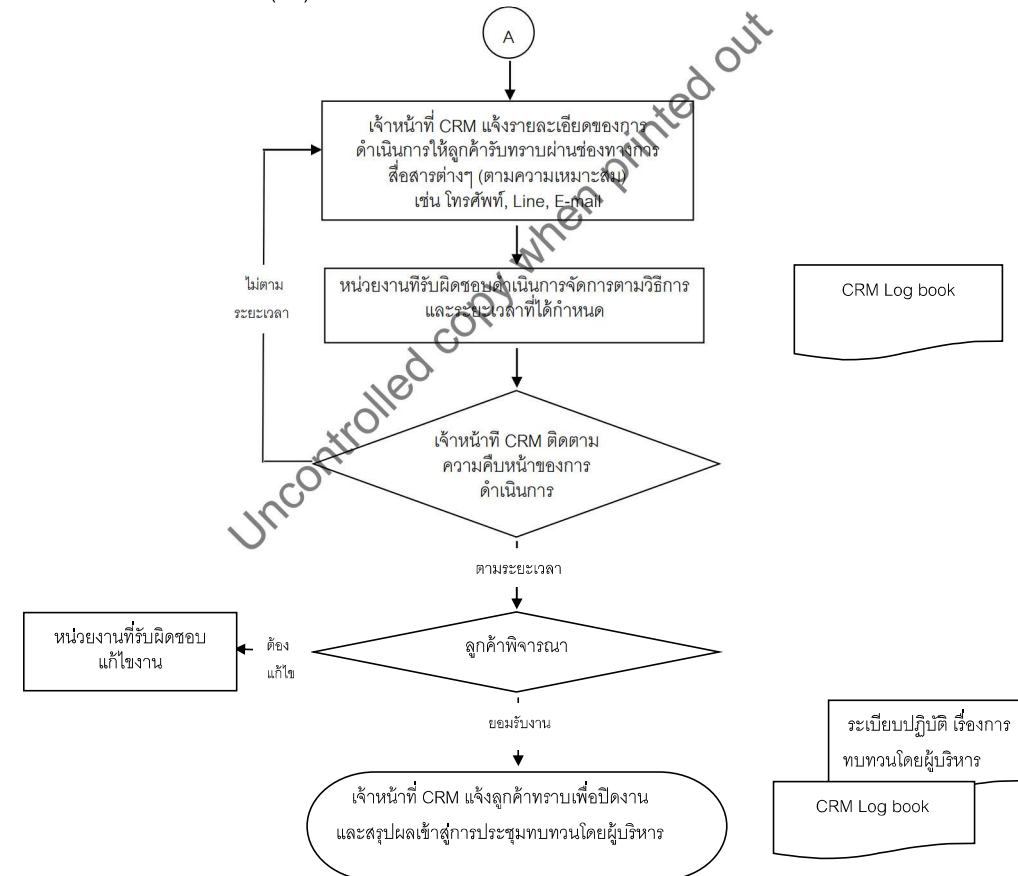 A
เจ้าหน้าที่ CRM แจ้งรายละเอียดของการ
ดำเนินการให้ลูกค้ารับทราบผ่านช่องทางการ
สื่อสารต่างๆ (ตามความเหมาะสม)
เช่น โทรศัพท์, Line, E-mail
ไม่ตาม
ระยะเวลา
หน่วยงานที่รับผิดชอบดำเนินการจัดการตามวิธีการ
และระยะเวลาที่ได้กำหนด
CRM Log book
เจ้าหน้าที่ CRM ติดตาม
ความคืบหน้าของการ
ดำเนินการ
ตามระยะเวลา
ลูกค้าพิจารณา
ต้อง
แก้ไข
หน่วยงานที่รับผิดชอบ
แก้ไขงาน
ยอมรับงาน
เจ้าหน้าที่ CRM แจ้งลูกค้าทราบเพื่อปิดงาน
และสรุปผลเข้าสู่การประชุมทบทวนโดยผู้บริหาร
ระเบียบปฏิบัติ เรื่องการ
ทบทวนโดยผู้บริหาร
CRM Log book
Uncontrolled copy when printed out